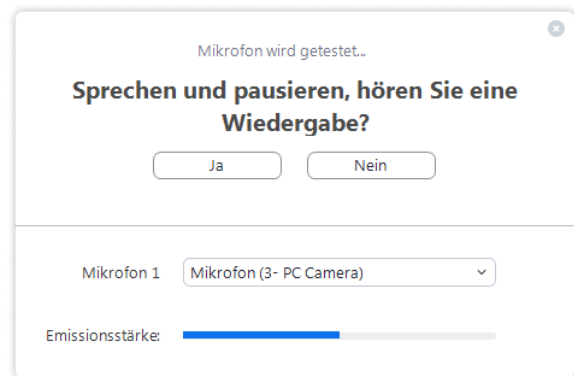 Mikrofon wird getestet...
Sprechen und pausieren, hören Sie eine
Wiedergabe?
Ja Nein
Mikrofon 1 Mikrofon (3- PC Camera)
Emissionsstärke: